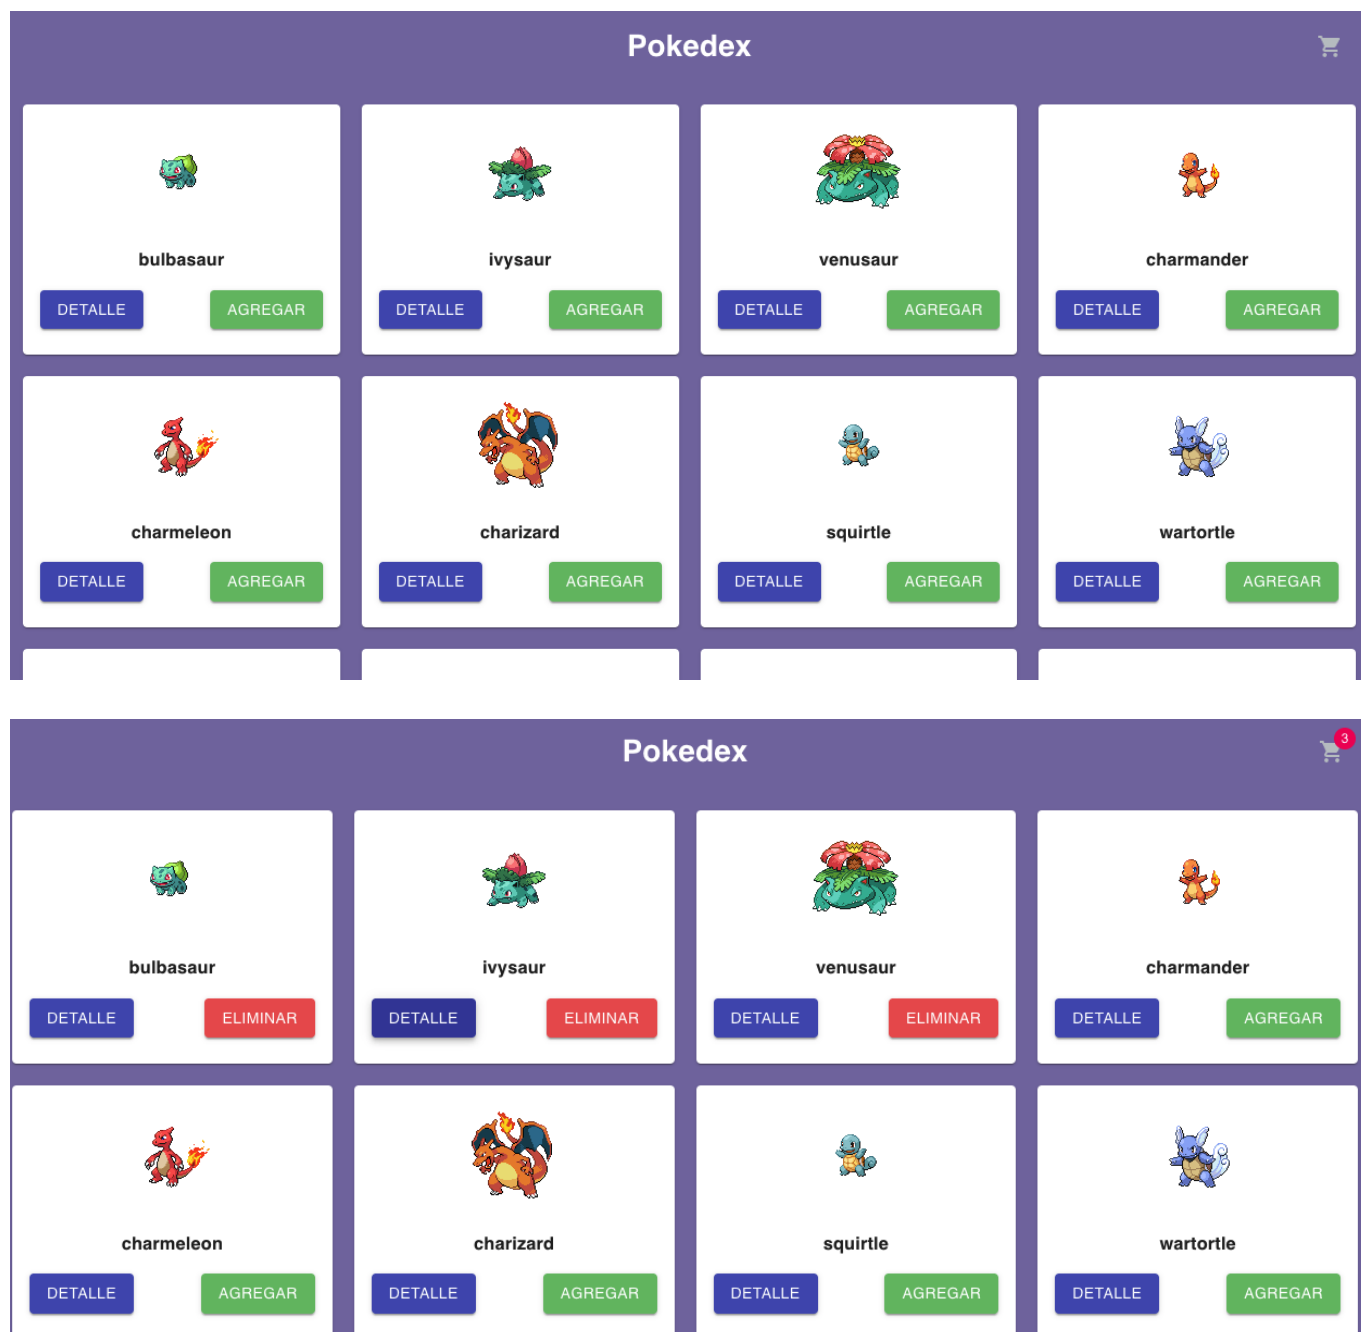 Pokedex
bulbasaur ivysaur venusaur charmander
DETALLE AGREGAR DETALLE AGREGAR DETALLE AGREGAR DETALLE AGREGAR
charmeleon charizard squirtle wartortle
DETALLE AGREGAR DETALLE AGREGAR DETALLE AGREGAR DETALLE AGREGAR
Pokedex 3
bulbasaur ivysaur venusaur charmander
DETALLE ELIMINAR DETALLE ELIMINAR DETALLE ELIMINAR DETALLE AGREGAR
charmeleon charizard squirtle wartortle
DETALLE AGREGAR DETALLE AGREGAR DETALLE AGREGAR DETALLE AGREGAR